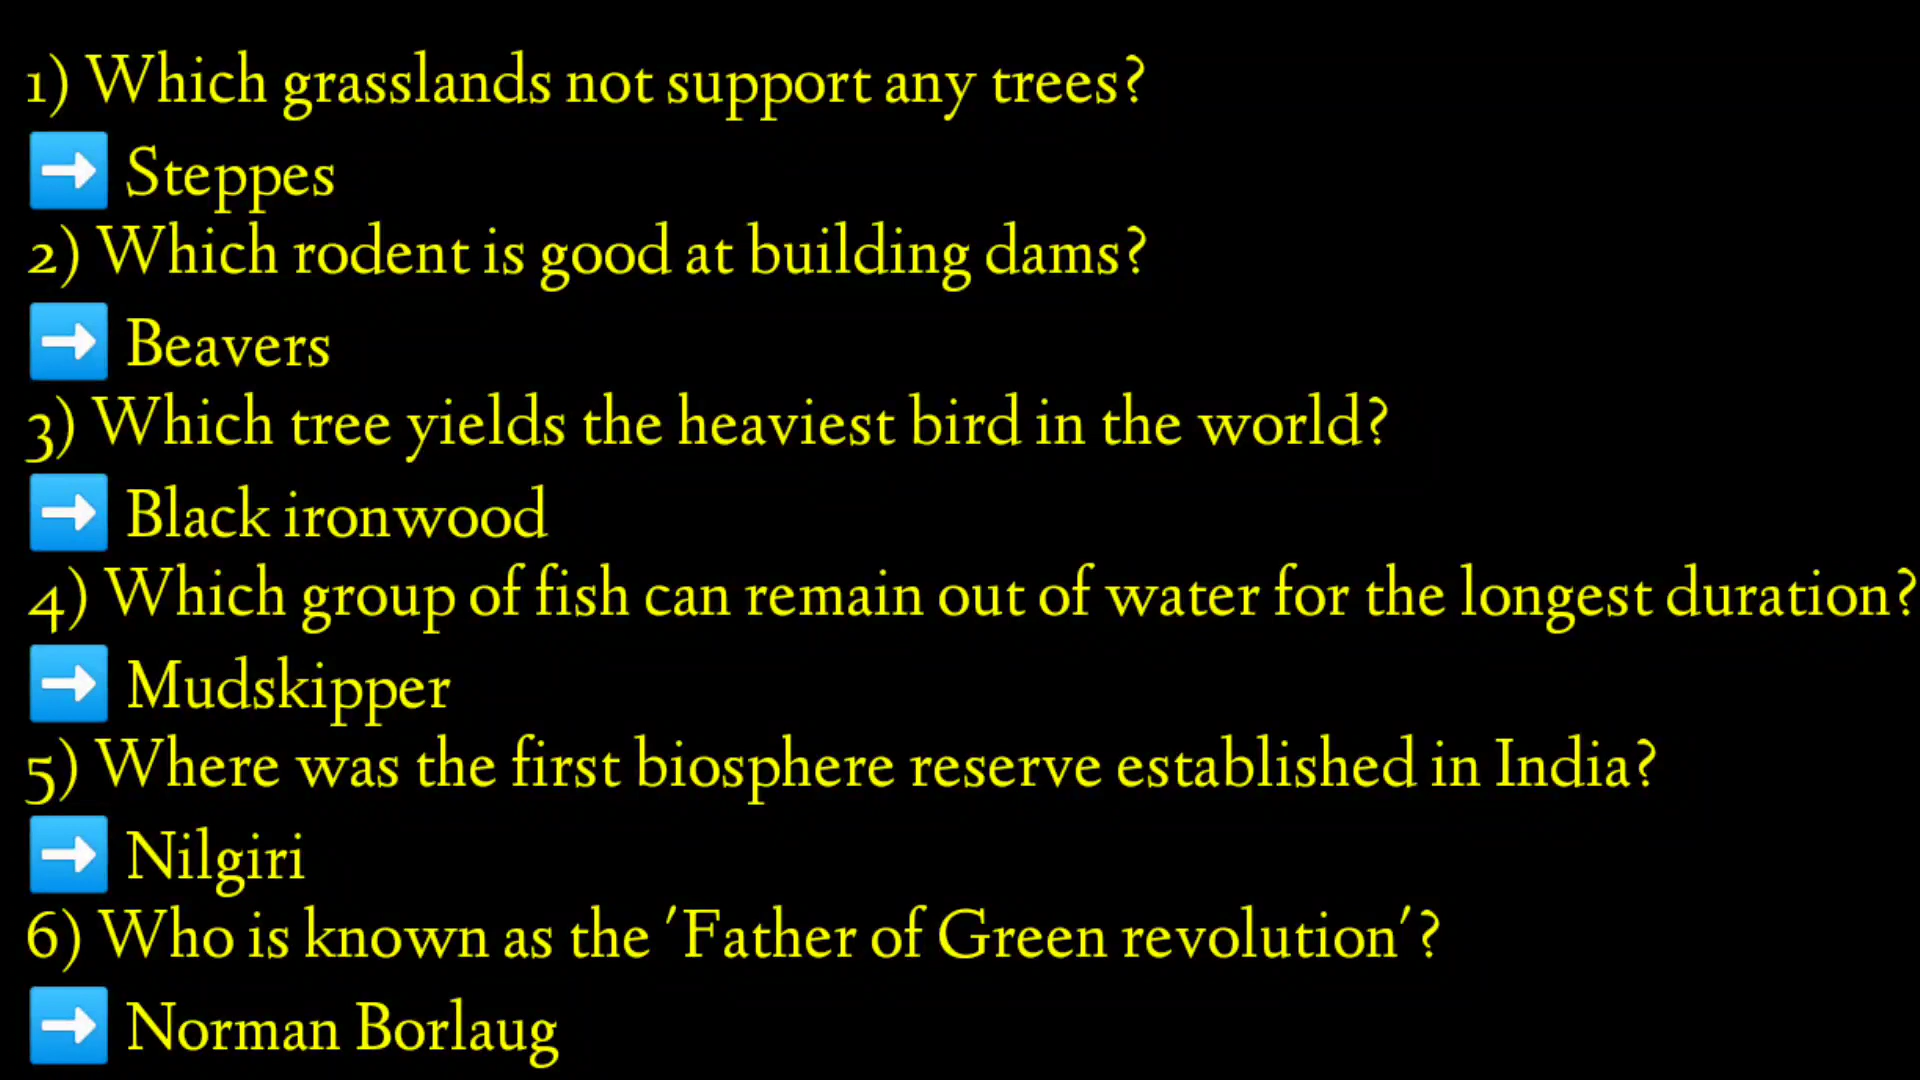 1) Which grasslands not support any trees?
➡ Steppes
2) Which rodent is good at building dams?
➡ Beavers
3) Which tree yields the heaviest bird in the world?
➡ Black ironwood
4) Which group of fish can remain out of water for the longest duration?
➡ Mudskipper
5) Where was the first biosphere reserve established in India?
➡ Nilgiri
6) Who is known as the 'Father of Green revolution'?
➡ Norman Borlaug